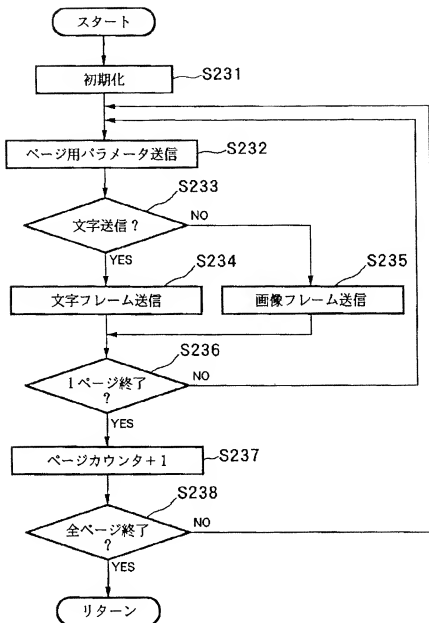 スタート
初期化
S231
ページ用パラメータ送信
S232
S233
文字送信?
NO
YES
S234
S235
文字フレーム送信
画像フレーム送信
S236
1ページ終了
?
NO
YES
ページカウンタ+1
S237
S238
全ページ終了
?
NO
YES
リターン